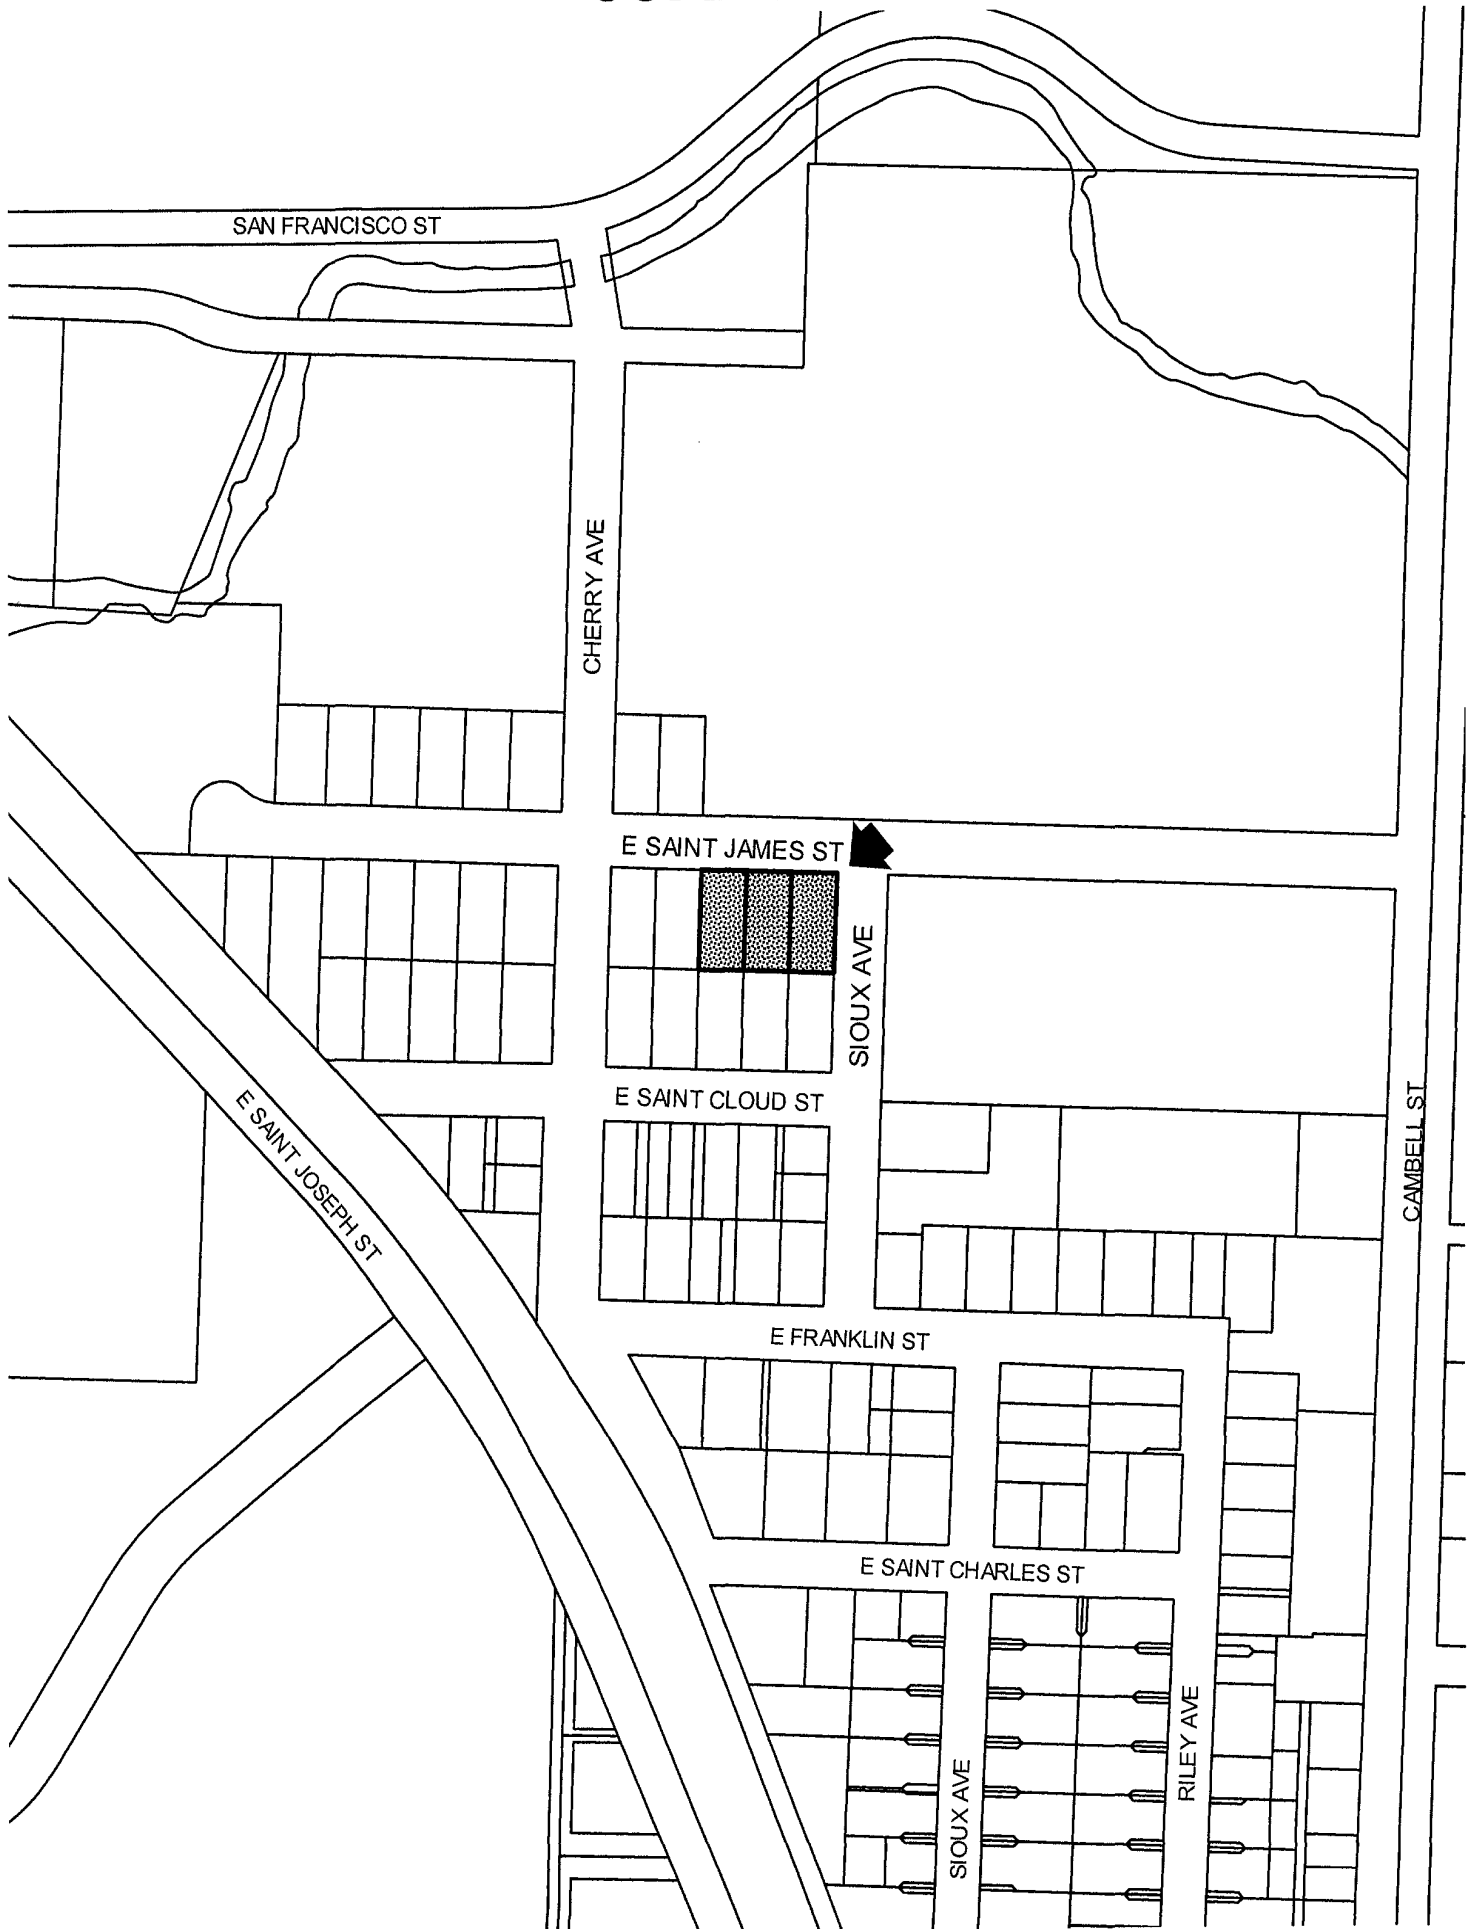 SAN FRANCISCO ST
CHERRY AVE
E SAINT JAMES ST
SIOUX AVE
E SAINT CLOUD ST
CAMBELL ST
E SAINT JOSEPH ST
E FRANKLIN ST
E SAINT CHARLES ST
RILEY AVE
SIOUX AVE